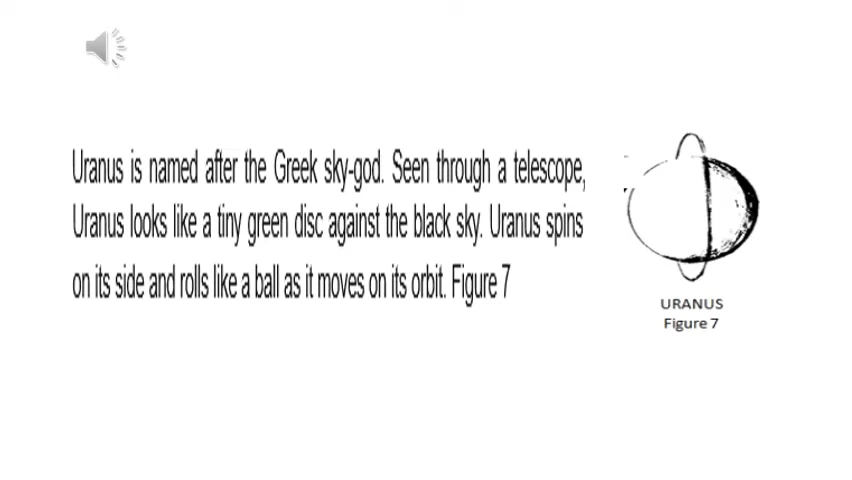 Uranus is named after the Greek sky-god. Seen through a telescope,
Uranus looks like a tiny green disc against the black sky. Uranus spins
on its side and rolls like a ball as it moves on its orbit. Figure 7
URANUS
Figure 7